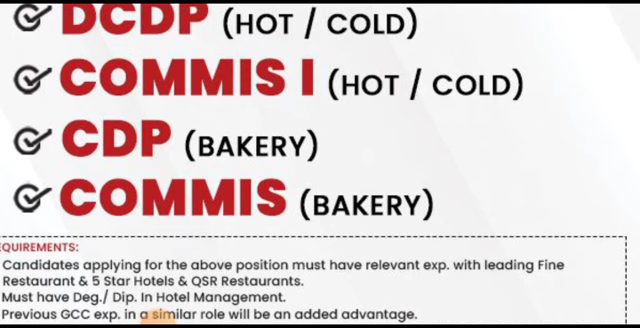 DCDP (HOT / COLD)
COMMIS I (HOT / COLD)
CDP (BAKERY)
COMMIS (BAKERY)
EQUIREMENTS:
Candidates applying for the above position must have relevant exp. with leading Fine
Restaurant & 5 Star Hotels & QSR Restaurants.
Must have Deg./ Dip. In Hotel Management.
Previous GCC exp. in a similar role will be an added advantage.